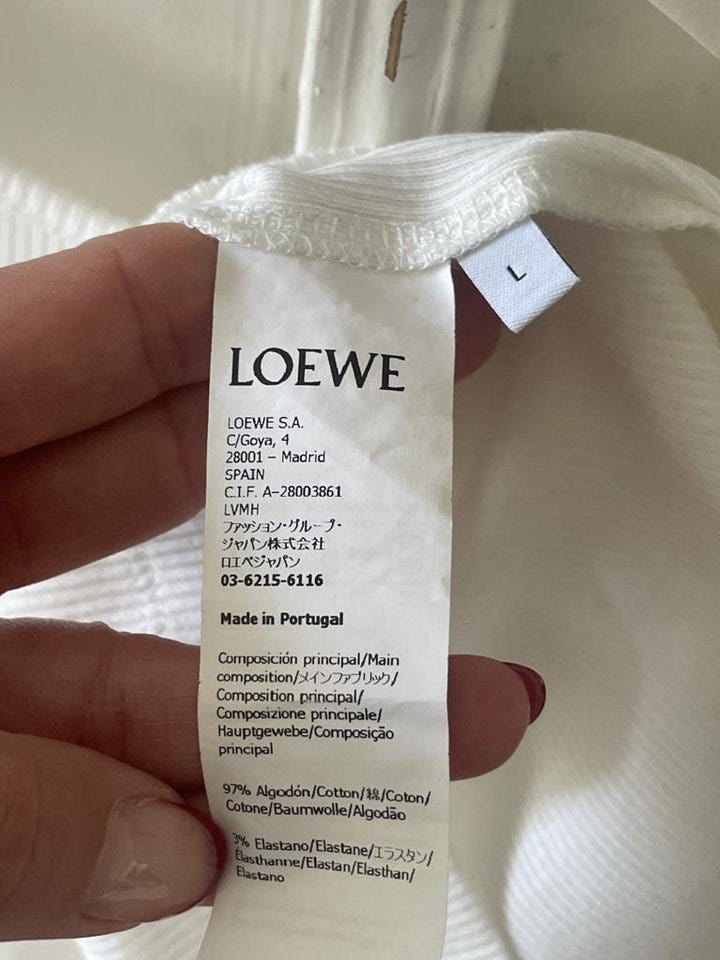 L
LOEWE
LOEWE S.A.
C/Goya, 4
28001 – Madrid
SPAIN
C.I.F. A-28003861
LVMH
ファッション・グループ・
ジャパン株式会社
ロエベジャパン
03-6215-6116
Made in Portugal
Composición principal/Main
composition/メインファブリック/
Composition principal/
Composizione principale/
Hauptgewebe/Composição
principal
97% Algodón/Cotton/綿/Coton/
Cotone/Baumwolle/Algodão
3% Elastano/Elastane/エラスタン/
Élasthanne/Elastan/Elasthan/
Elastano